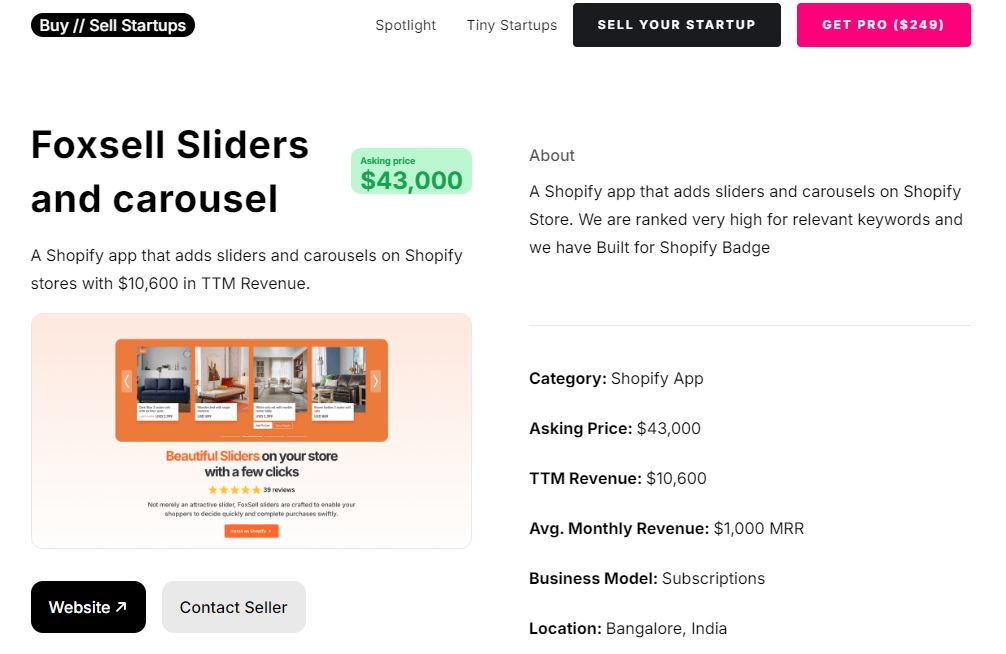 Buy // Sell Startups
Spotlight
Tiny Startups
SELL YOUR STARTUP
GET PRO ($249)
Foxsell Sliders
and carousel
Asking price
$43,000
A Shopify app that adds sliders and carousels on Shopify
stores with $10,600 in TTM Revenue.
Beautiful Sliders on your store
with a few clicks
39 reviews
Not merely an attractive slider, FoxSell sliders are crafted to enable your
shoppers to decide quickly and complete purchases swiftly.
Install on Shopify
Website ↗
Contact Seller
About
A Shopify app that adds sliders and carousels on Shopify
Store. We are ranked very high for relevant keywords and
we have Built for Shopify Badge
Category: Shopify App
Asking Price: $43,000
TTM Revenue: $10,600
Avg. Monthly Revenue: $1,000 MRR
Business Model: Subscriptions
Location: Bangalore, India